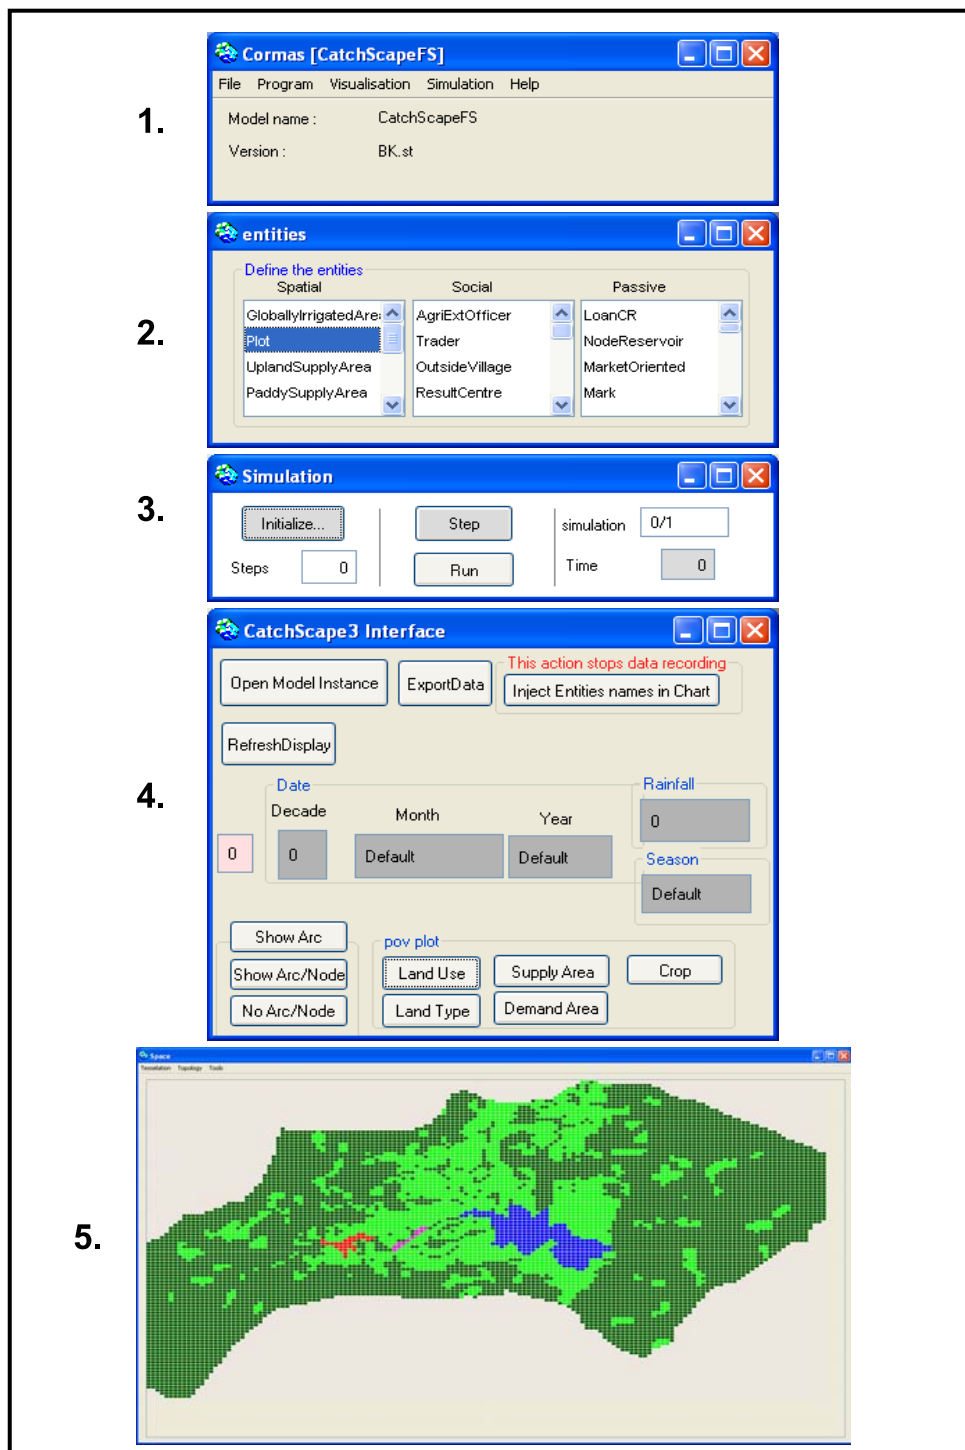 1.
Cormas [CatchScapeFS]
File Program Visualisation Simulation Help
Model name : CatchScapeFS
Version : BK.st
2.
entities
Define the entities
Spatial Social Passive
GloballyIrrigatedArea AgriExtOfficer LoanCR
Plot Trader NodeReservoir
UplandSupplyArea OutsideVillage MarketOriented
PaddySupplyArea ResultCentre Mark
3.
Simulation
Initialize... Step simulation 0/1
Steps 0 Run Time 0
4.
CatchScape3 Interface
This action stops data recording
Open Model Instance ExportData Inject Entities names in Chart
RefreshDisplay
Date Rainfall
Decade Month Year 0
0 0 Default Default
Season
Default
Show Arc pov plot
Show Arc/Node Land Use Supply Area Crop
No Arc/Node Land Type Demand Area
5.
Space
Tesselation Topology Tools